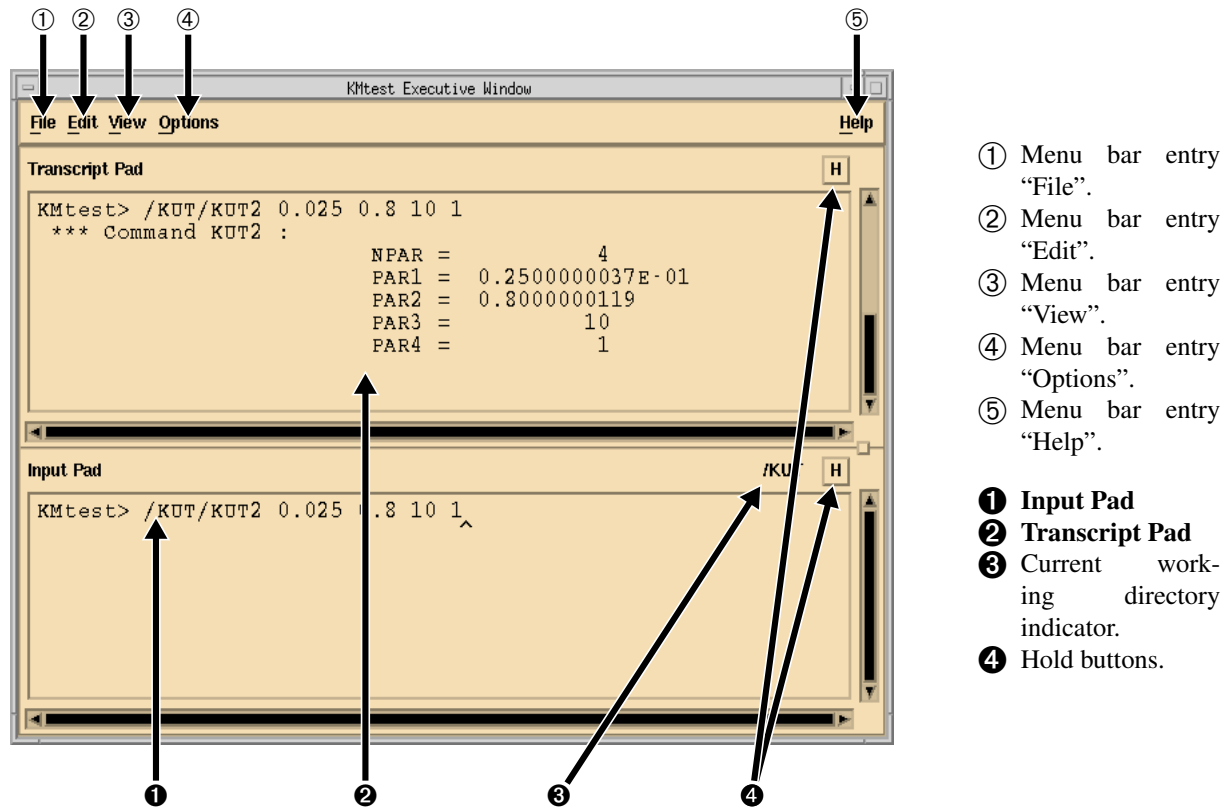 ① ② ③ ④ ⑤
KMtest Executive Window
File Edit View Options Help
Transcript Pad H
KMtest> /KUT/KUT2 0.025 0.8 10 1
*** Command KUT2 :
NPAR = 4
PAR1 = 0.2500000037E-01
PAR2 = 0.8000000119
PAR3 = 10
PAR4 = 1
Input Pad /KUT H
KMtest> /KUT/KUT2 0.025 0.8 10 1
❶ ❷ ❸ ❹
① Menu bar entry
“File”.
② Menu bar entry
“Edit”.
③ Menu bar entry
“View”.
④ Menu bar entry
“Options”.
⑤ Menu bar entry
“Help”.
❶ Input Pad
❷ Transcript Pad
❸ Current work-
ing directory
indicator.
❹ Hold buttons.